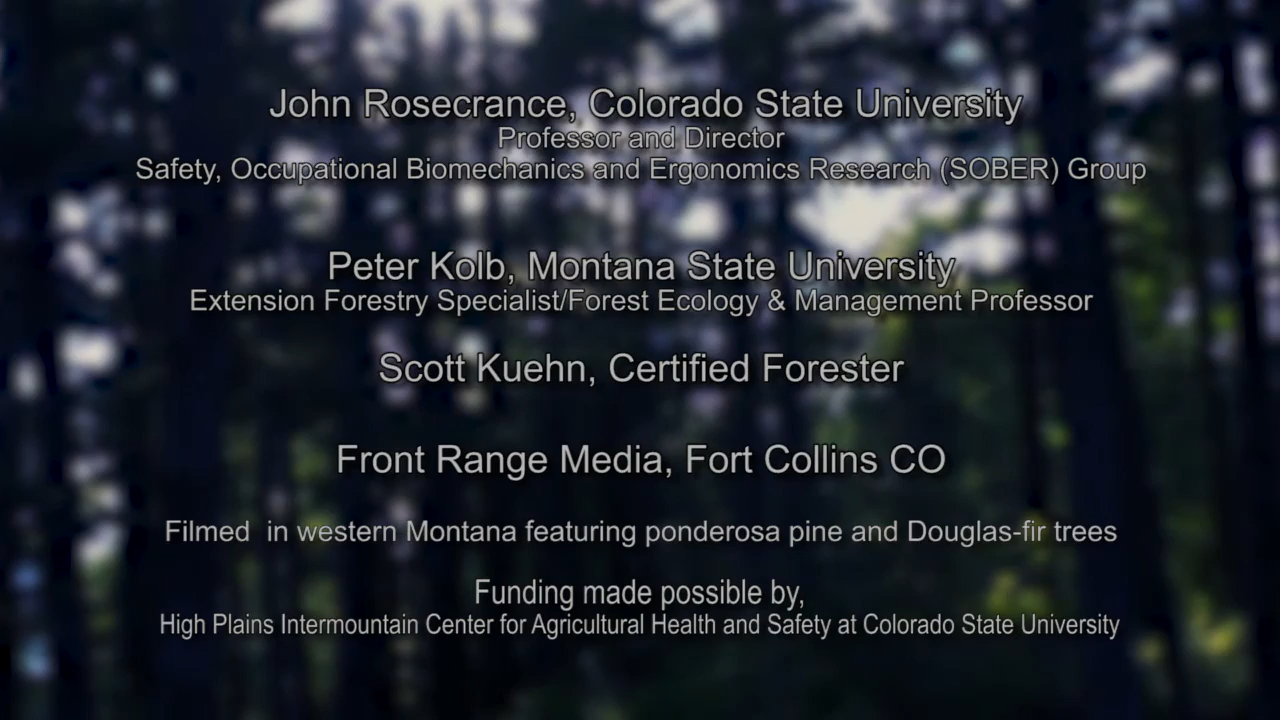 John Rosecrance, Colorado State University
Professor and Director
Safety, Occupational Biomechanics and Ergonomics Research (SOBER) Group
Peter Kolb, Montana State University
Extension Forestry Specialist/Forest Ecology & Management Professor
Scott Kuehn, Certified Forester
Front Range Media, Fort Collins CO
Filmed  in western Montana featuring ponderosa pine and Douglas-fir trees
Funding made possible by,
High Plains Intermountain Center for Agricultural Health and Safety at Colorado State University